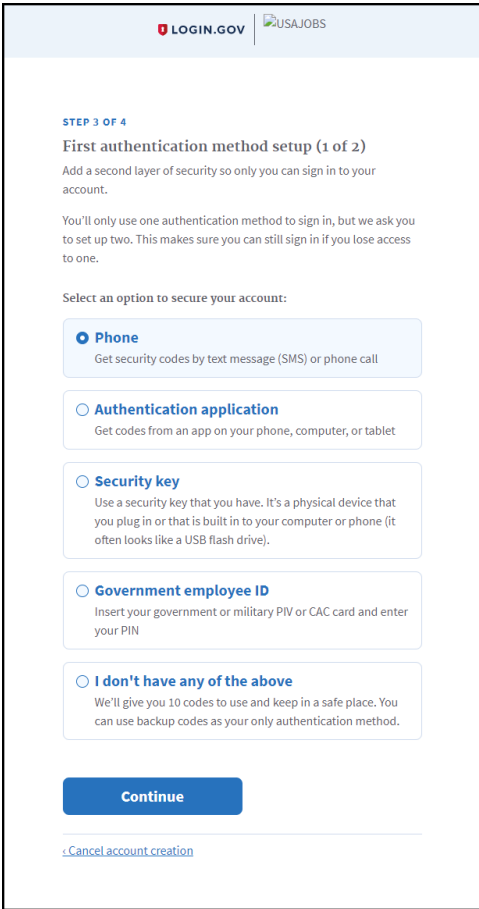 LOGIN.GOV USAJOBS
STEP 3 OF 4
First authentication method setup (1 of 2)
Add a second layer of security so only you can sign in to your
account.
You’ll only use one authentication method to sign in, but we ask you
to set up two. This makes sure you can still sign in if you lose access
to one.
Select an option to secure your account:
Phone
Get security codes by text message (SMS) or phone call
Authentication application
Get codes from an app on your phone, computer, or tablet
Security key
Use a security key that you have. It’s a physical device that
you plug in or that is built in to your computer or phone (it
often looks like a USB flash drive).
Government employee ID
Insert your government or military PIV or CAC card and enter
your PIN
I don't have any of the above
We’ll give you 10 codes to use and keep in a safe place. You
can use backup codes as your only authentication method.
Continue
‹ Cancel account creation